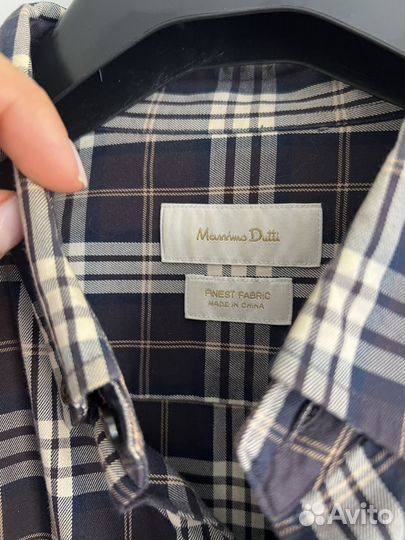 Massimo Dutti
FINEST FABRIC
MADE IN CHINA
Avito